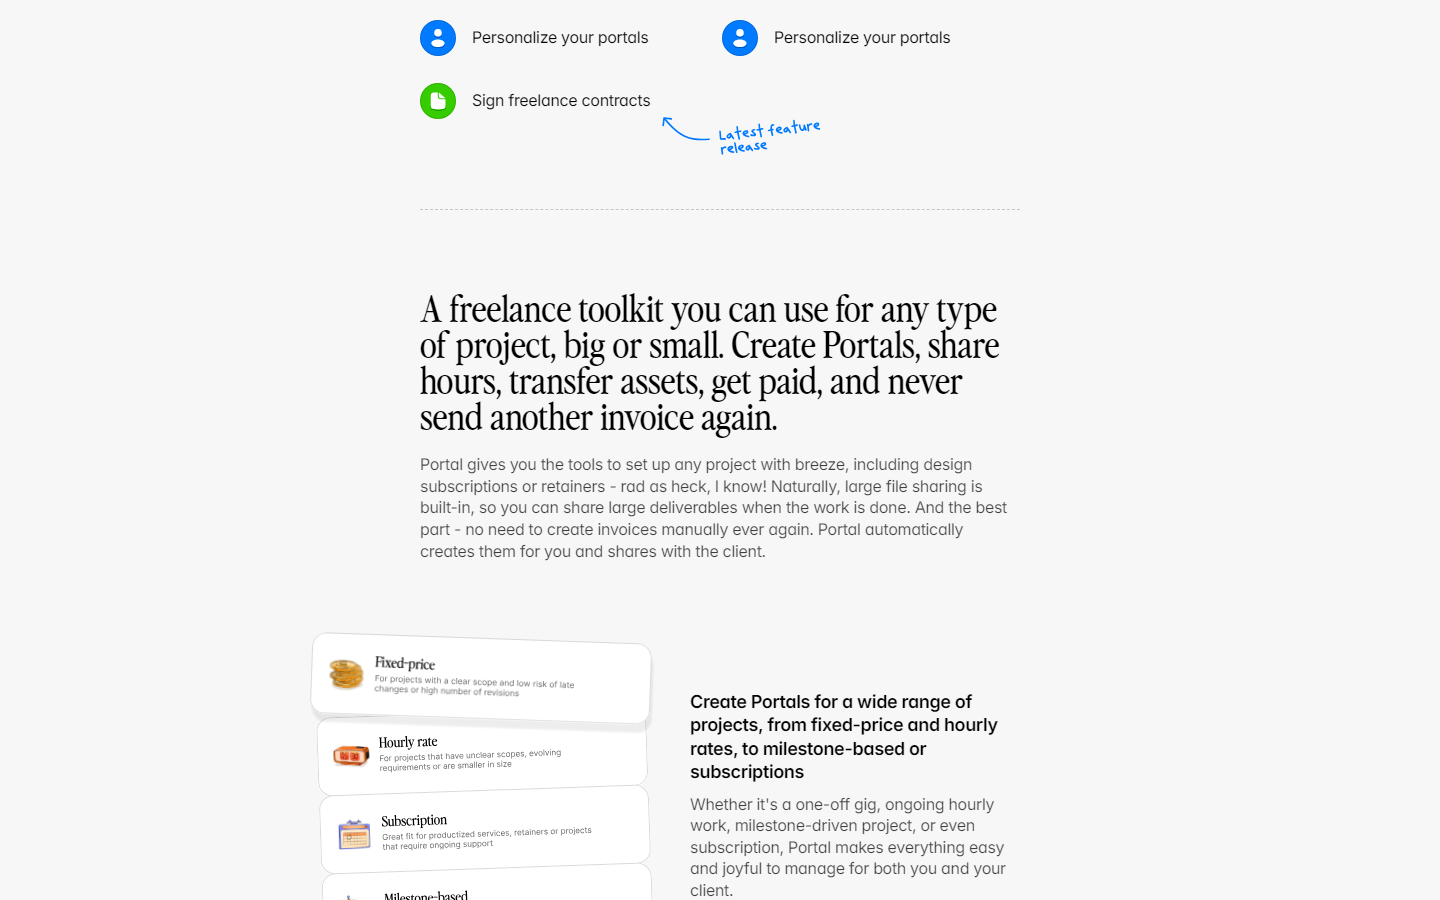 Personalize your portals
Personalize your portals
Sign freelance contracts
Latest feature
release
A freelance toolkit you can use for any type
of project, big or small. Create Portals, share
hours, transfer assets, get paid, and never
send another invoice again.
Portal gives you the tools to set up any project with breeze, including design
subscriptions or retainers - rad as heck, I know! Naturally, large file sharing is
built-in, so you can share large deliverables when the work is done. And the best
part - no need to create invoices manually ever again. Portal automatically
creates them for you and shares with the client.
Fixed-price
For projects with a clear scope and low risk of late
changes or high number of revisions
Hourly rate
For projects that have unclear scopes, evolving
requirements or are smaller in size
Subscription
Great fit for productized services, retainers or projects
that require ongoing support
Milestone-based
Create Portals for a wide range of
projects, from fixed-price and hourly
rates, to milestone-based or
subscriptions
Whether it's a one-off gig, ongoing hourly
work, milestone-driven project, or even
subscription, Portal makes everything easy
and joyful to manage for both you and your
client.